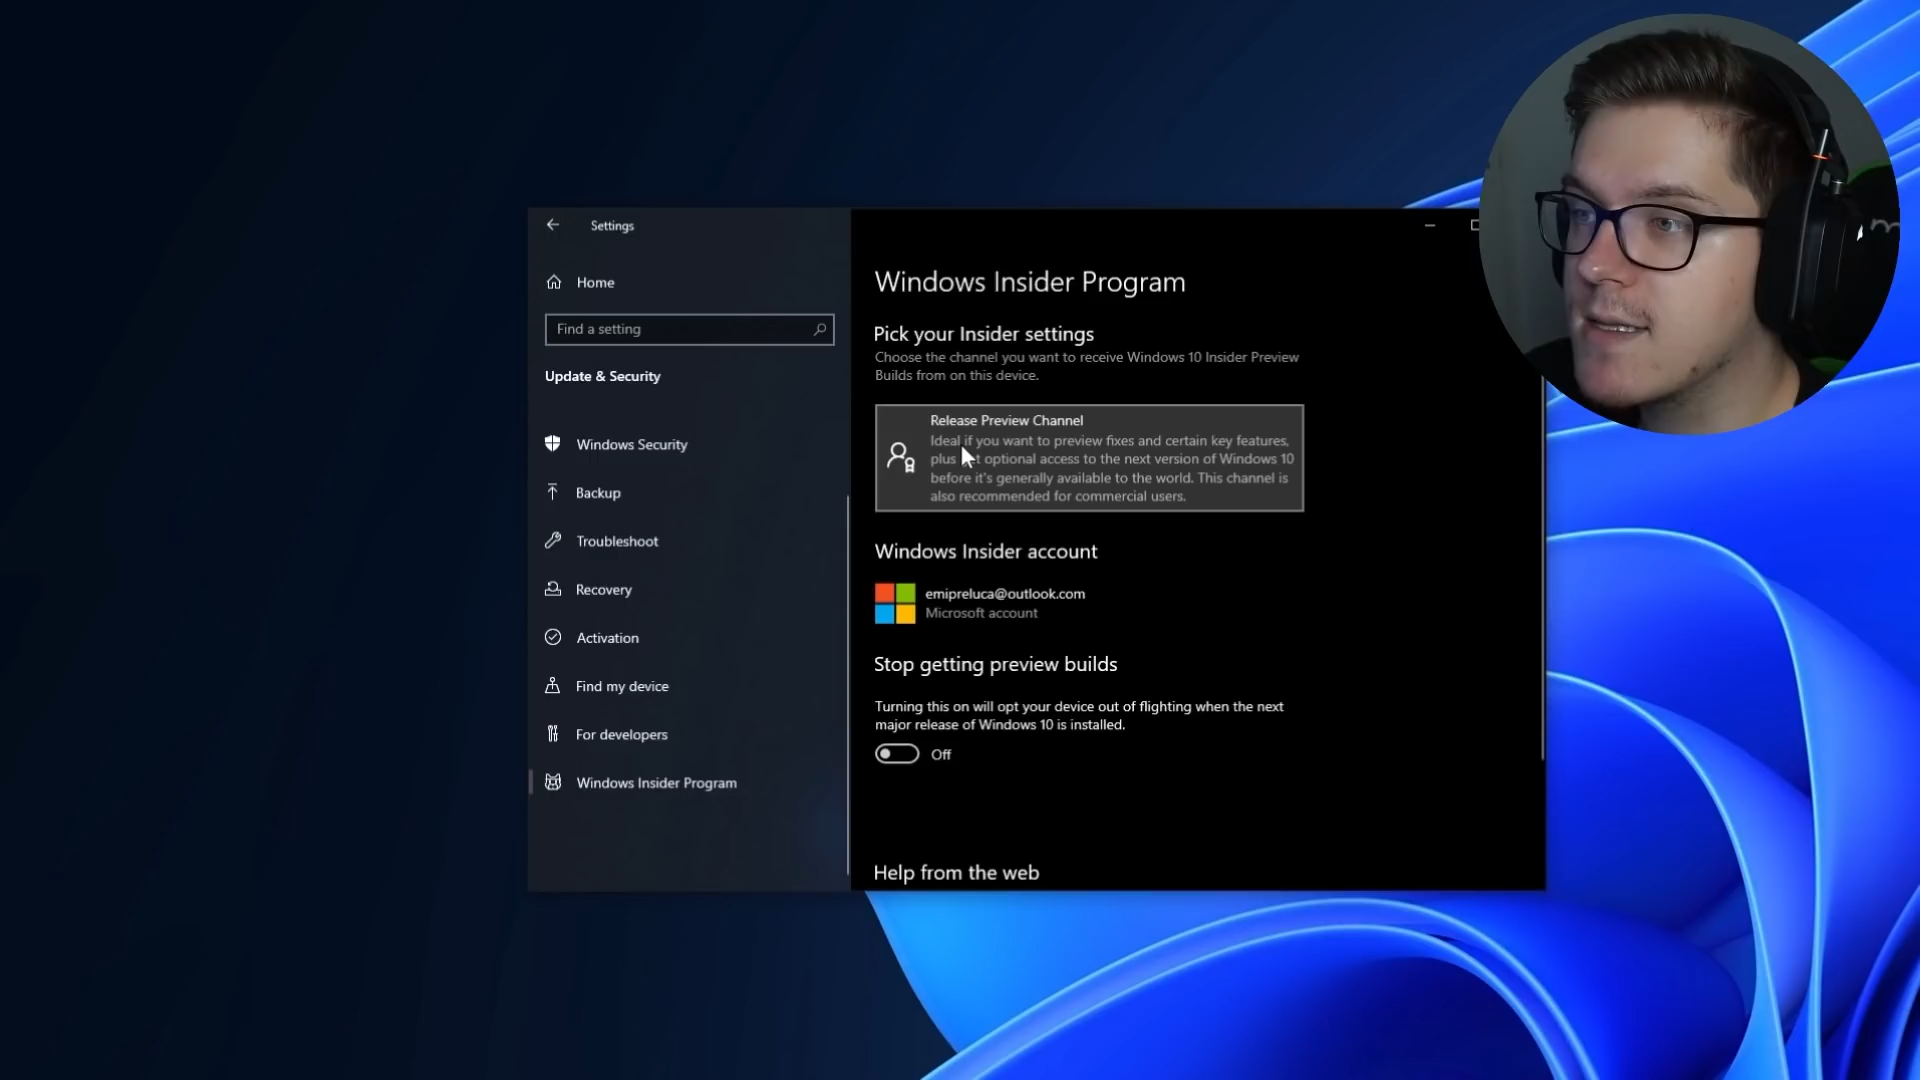 Settings
Home
Find a setting
Update & Security
Windows Security
Backup
Troubleshoot
Recovery
Activation
Find my device
For developers
Windows Insider Program
Windows Insider Program
Pick your Insider settings
Choose the channel you want to receive Windows 10 Insider Preview
Builds from on this device.
Release Preview Channel
Ideal if you want to preview fixes and certain key features,
plus optional access to the next version of Windows 10
before it's generally available to the world. This channel is
also recommended for commercial users.
Windows Insider account
emipreluca@outlook.com
Microsoft account
Stop getting preview builds
Turning this on will opt your device out of flighting when the next
major release of Windows 10 is installed.
Off
Help from the web